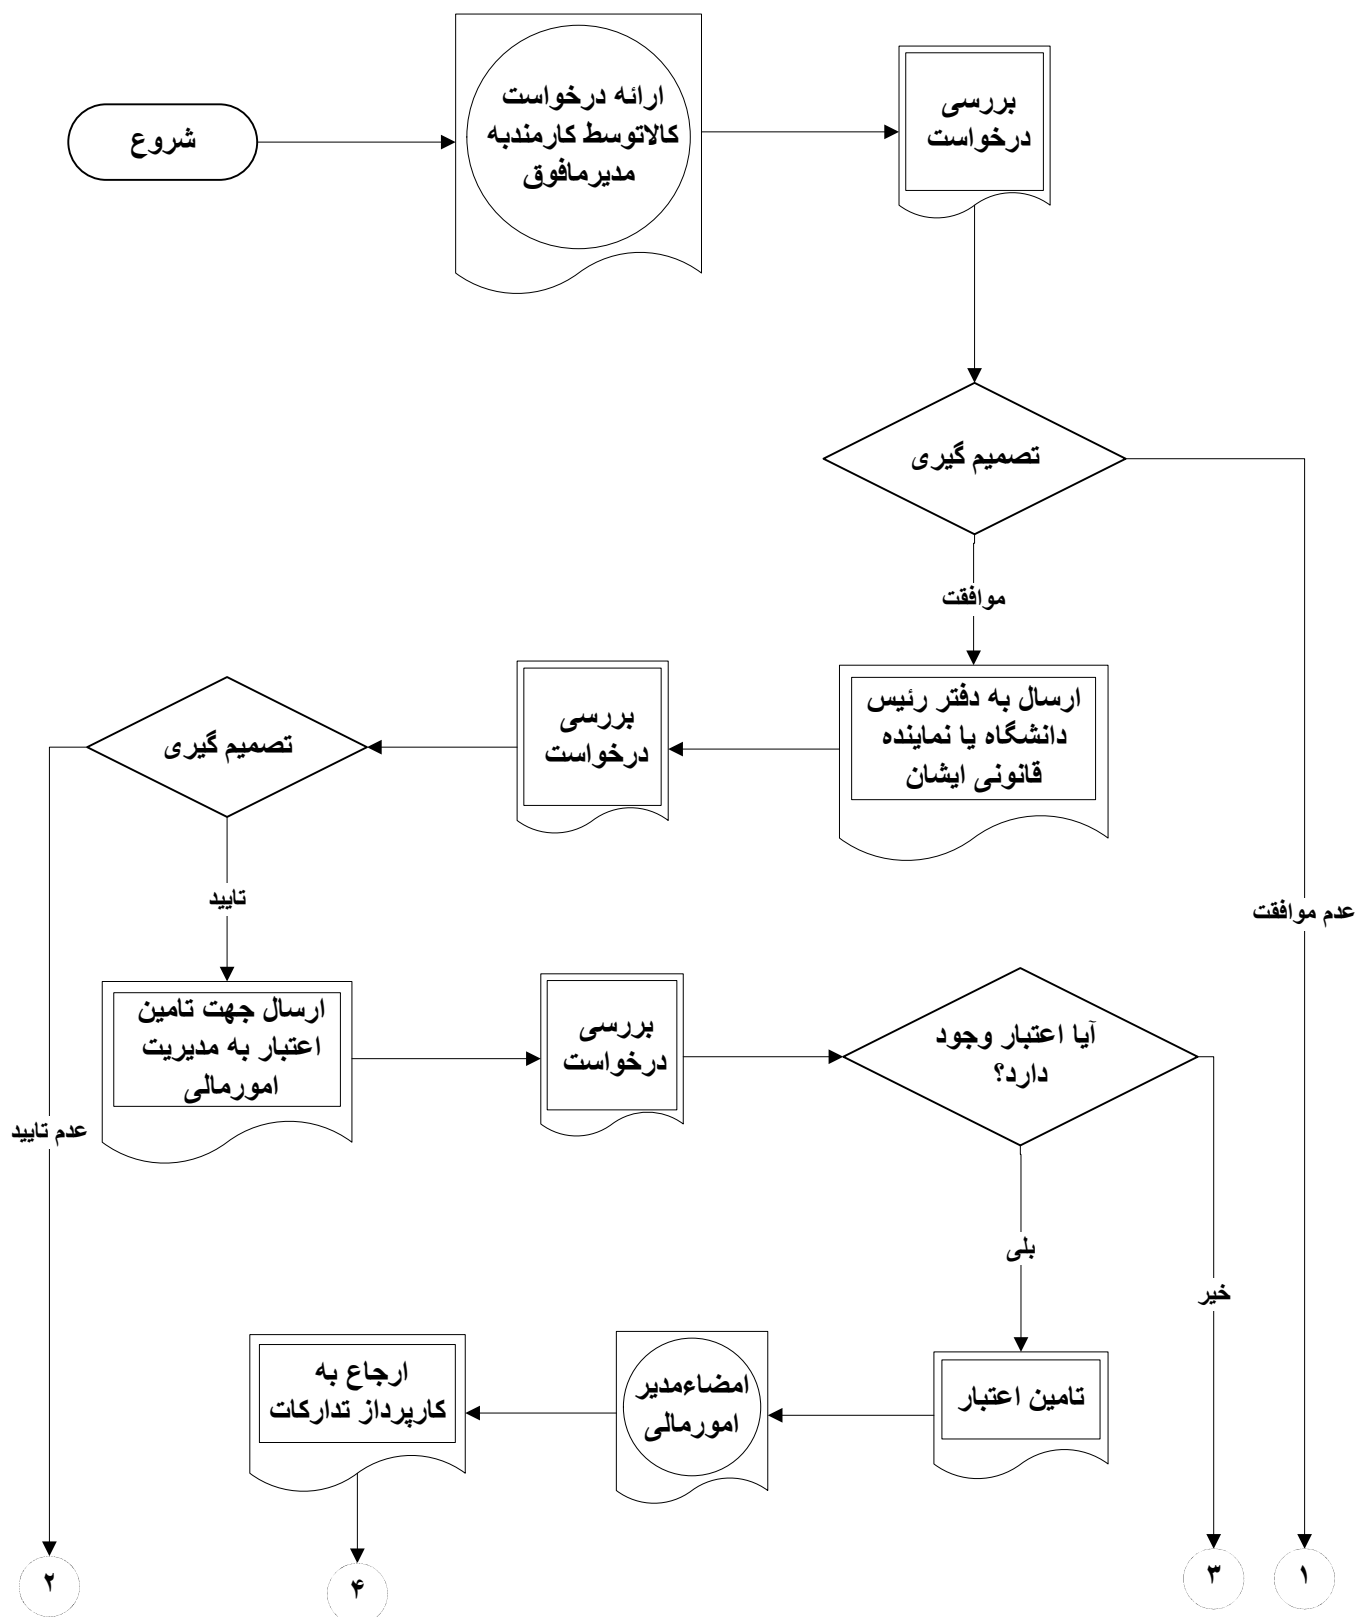 شروع
ارائه درخواست
کالاتوسط کارمندبه
مدیرمافوق
بررسی
درخواست
تصمیم گیری
موافقت
عدم موافقت
ارسال به دفتر رئیس
دانشگاه یا نماینده
قانونی ایشان
بررسی
درخواست
تصمیم گیری
تایید
عدم تایید
ارسال جهت تامین
اعتبار به مدیریت
امورمالی
بررسی
درخواست
آیا اعتبار وجود
دارد؟
بلی
خیر
تامین اعتبار
امضاءمدیر
امورمالی
ارجاع به
کارپرداز تدارکات
۱
۳
۴
۲